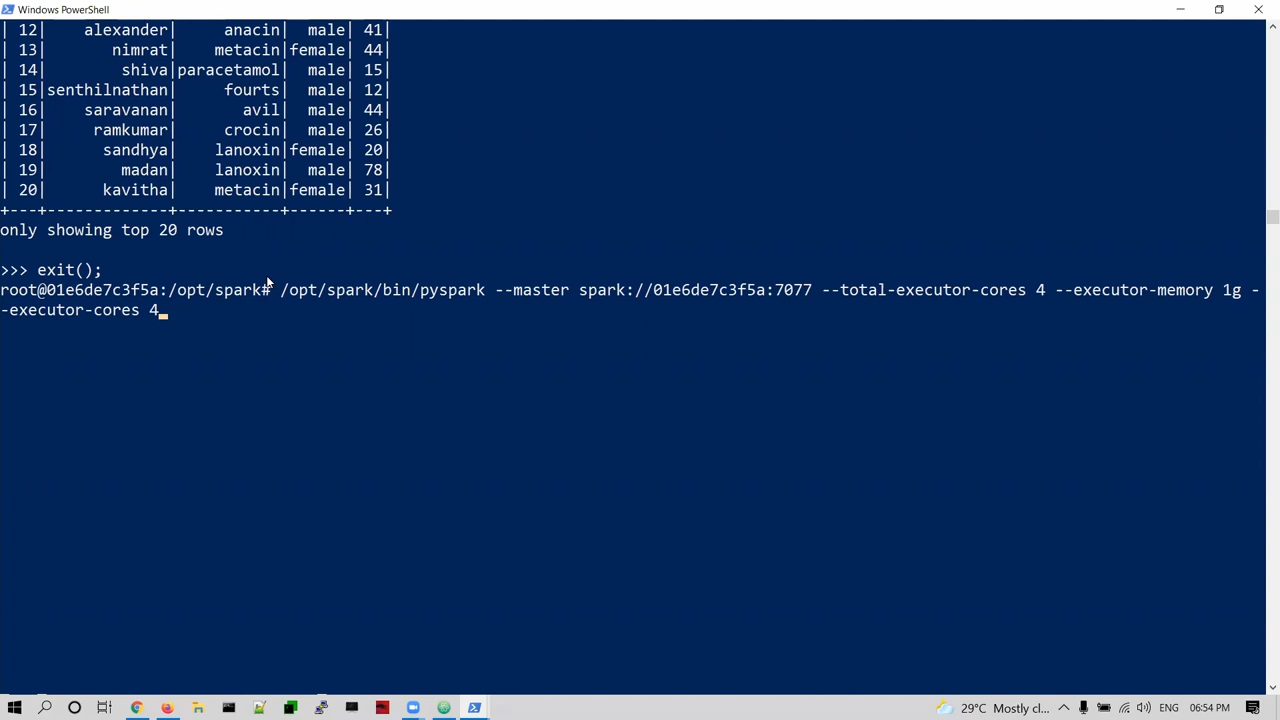 Windows PowerShell
| 12|    alexander|     anacin|  male| 41|
| 13|       nimrat|    metacin|female| 44|
| 14|        shiva|paracetamol|  male| 15|
| 15|senthilnathan|     fourts|  male| 12|
| 16|    saravanan|       avil|  male| 44|
| 17|     ramkumar|     crocin|  male| 26|
| 18|      sandhya|    lanoxin|female| 20|
| 19|        madan|    lanoxin|  male| 78|
| 20|      kavitha|    metacin|female| 31|
+---+-------------+-----------+------+---+
only showing top 20 rows
>>> exit();
root@01e6de7c3f5a:/opt/spark# /opt/spark/bin/pyspark --master spark://01e6de7c3f5a:7077 --total-executor-cores 4 --executor-memory 1g -
-executor-cores 4
29°C Mostly cl... ENG 06:54 PM